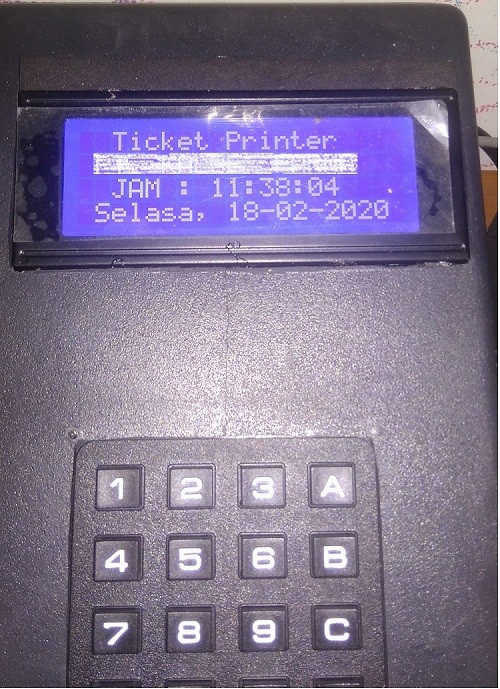 Ticket Printer
JAM : 11:38:04
Selasa, 18-02-2020
1 2 3 A
4 5 6 B
7 8 9 C